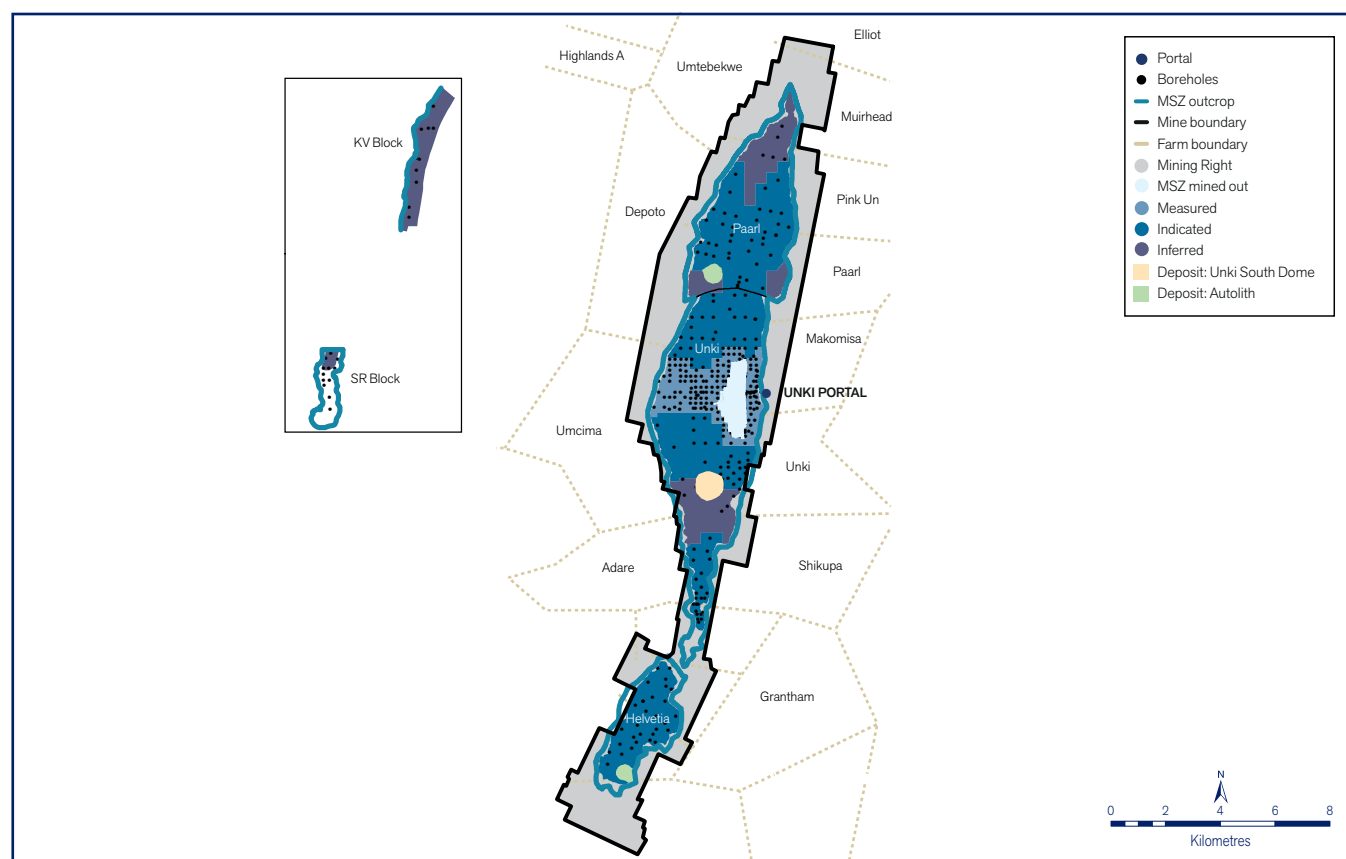 Elliot
Highlands A
Umtebekwe
Muirhead
KV Block
Pink Un
Depoto
Paarl
Paarl
Makomisa
Unki
SR Block
UNKI PORTAL
Umcima
Unki
Adare
Shikupa
Grantham
Helvetia
Portal
Boreholes
MSZ outcrop
Mine boundary
Farm boundary
Mining Right
MSZ mined out
Measured
Indicated
Inferred
Deposit: Unki South Dome
Deposit: Autolith
N
0 2 4 6 8
Kilometres